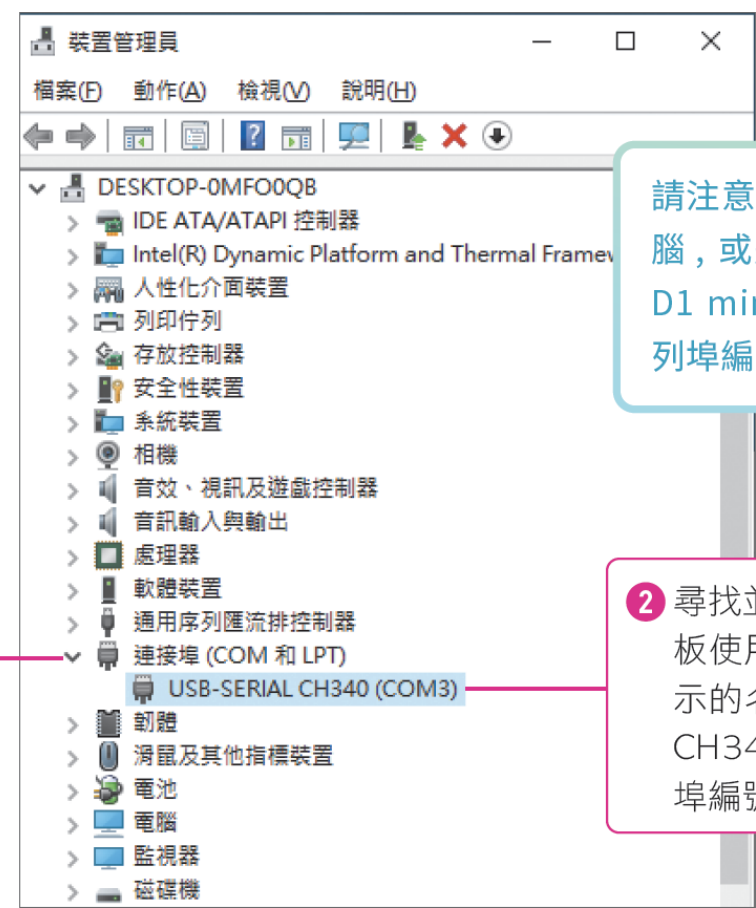 裝置管理員
檔案(F) 動作(A) 檢視(V) 說明(H)
DESKTOP-0MFO0QB
IDE ATA/ATAPI 控制器
Intel(R) Dynamic Platform and Thermal
人性化介面裝置
列印佇列
存放控制器
安全性裝置
系統裝置
相機
音效、視訊及遊戲控制器
音訊輸入與輸出
處理器
軟體裝置
通用序列匯流排控制器
連接埠 (COM 和 LPT)
USB-SERIAL CH340 (COM3)
韌體
滑鼠及其他指標裝置
電池
電腦
監視器
磁碟機
請注意
腦,或
D1
列埠編
2 尋找
板使
示的
CH34
埠編